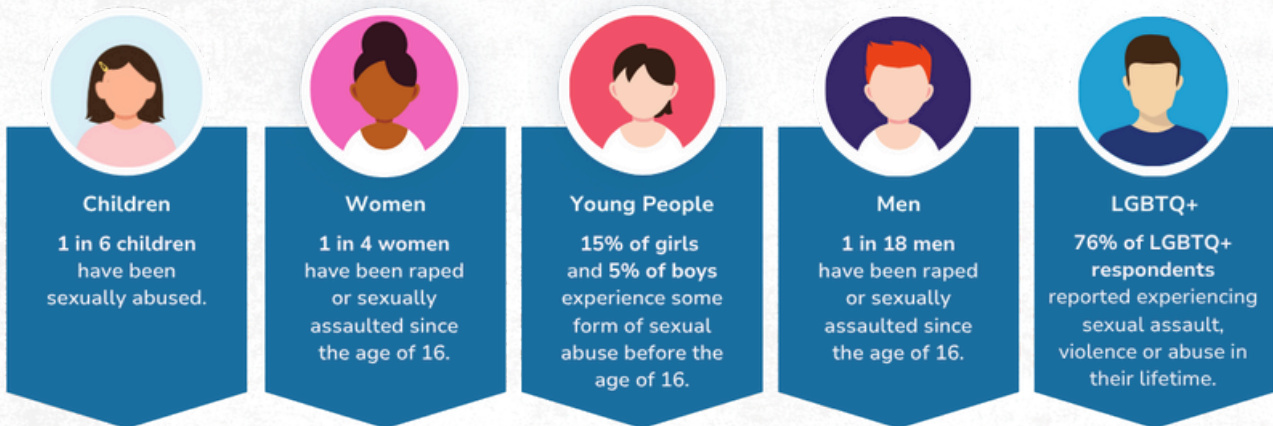 Children
1 in 6 children
have been
sexually abused.
Women
1 in 4 women
have been raped
or sexually
assaulted since
the age of 16.
Young People
15% of girls
and 5% of boys
experience some
form of sexual
abuse before the
age of 16.
Men
1 in 18 men
have been raped
or sexually
assaulted since
the age of 16.
LGBTQ+
76% of LGBTQ+
respondents
reported experiencing
sexual assault,
violence or abuse in
their lifetime.